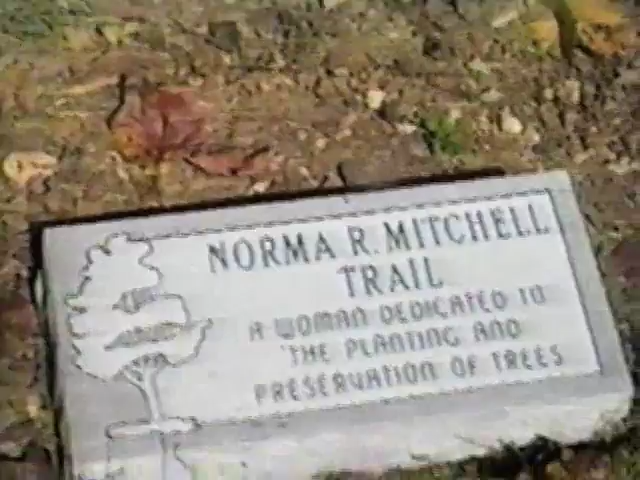 NORMA R. MITCHELL
TRAIL
A WOMAN DEDICATED TO
THE PLANTING AND
PRESERVATION OF TREES